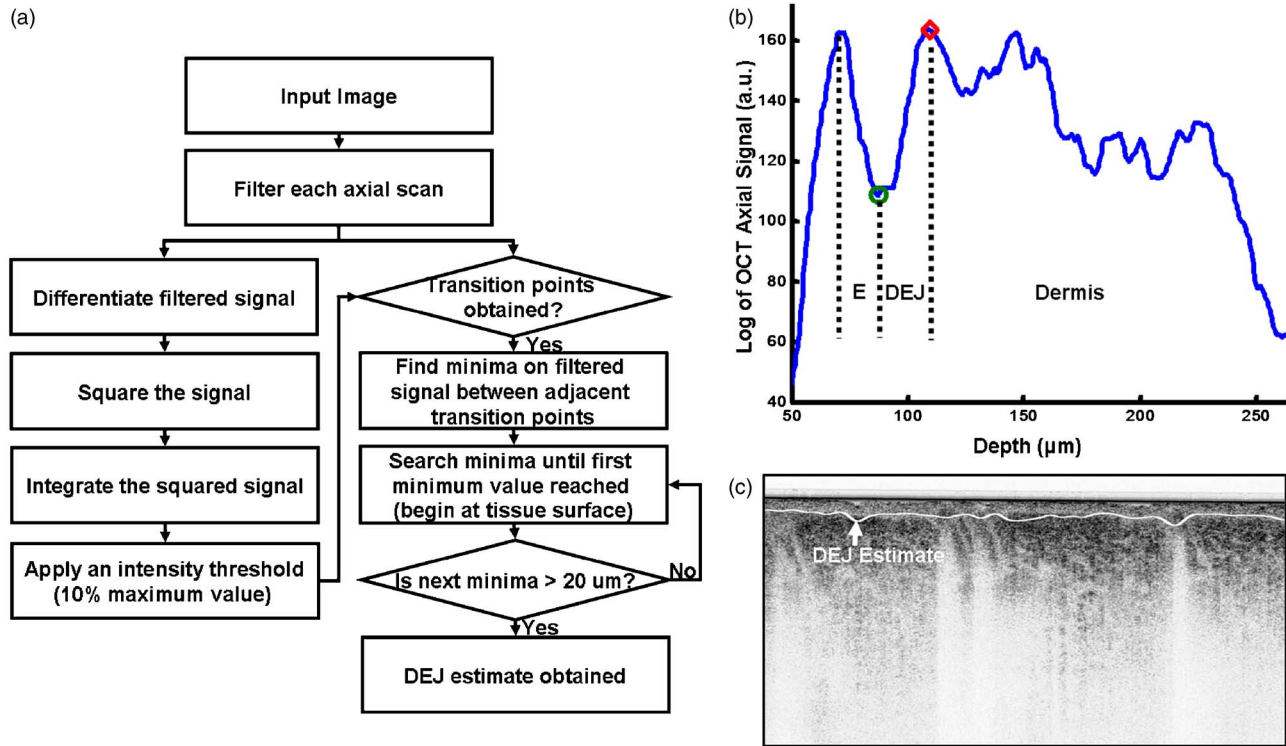 (a)
Input Image
Filter each axial scan
Differentiate filtered signal
Square the signal
Integrate the squared signal
Apply an intensity threshold
(10% maximum value)
Transition points
obtained?
Yes
Find minima on filtered
signal between adjacent
transition points
Search minima until first
minimum value reached
(begin at tissue surface)
Is next minima > 20 um?
No
Yes
DEJ estimate obtained
(b)
Log of OCT Axial Signal (a.u.)
160
140
120
100
80
60
40
E
DEJ
Dermis
50
100
150
200
250
Depth (µm)
(c)
DEJ Estimate